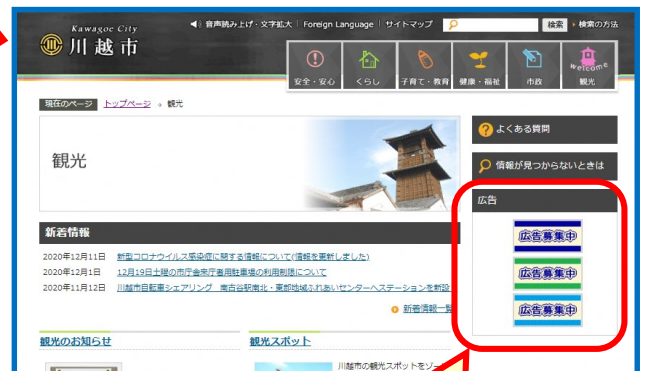 Kawagoe City
川越市
音声読み上げ・文字拡大 | Foreign Language | サイトマップ 検索 検索の方法
安全・安心 くらし 子育て・教育 健康・福祉 市政 welcome 観光
現在のページ トップページ 観光
観光
よくある質問
情報が見つからないときは
広告
広告募集中
広告募集中
広告募集中
新着情報
2020年12月11日 新型コロナウイルス感染症に関する情報について(情報を更新しました)
2020年12月1日 12月19日土曜の市庁舎来庁者用駐車場の利用制限について
2020年11月12日 川越市自転車シェアリング 南古谷駅南北・東部地域ふれあいセンターへステーションを新設
新着情報一覧
観光のお知らせ
観光スポット
川越市の観光スポットをゾー